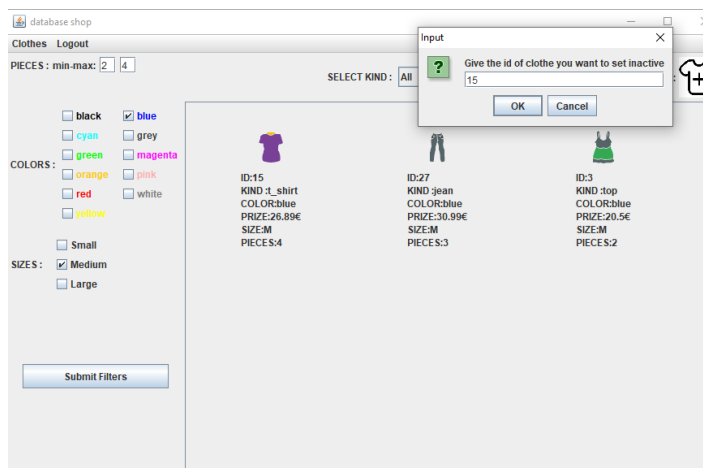 database shop
Clothes Logout
PIECES : min-max: 2 4
SELECT KIND : All
:
Input
Give the id of clothe you want to set inactive
15
OK Cancel
COLORS :
black blue
cyan grey
green magenta
orange pink
red white
yellow
SIZES :
Small
Medium
Large
Submit Filters
ID:15
KIND :t_shirt
COLOR:blue
PRIZE:26.89€
SIZE:M
PIECES:4
ID:27
KIND :jean
COLOR:blue
PRIZE:30.99€
SIZE:M
PIECES:3
ID:3
KIND :top
COLOR:blue
PRIZE:20.5€
SIZE:M
PIECES:2